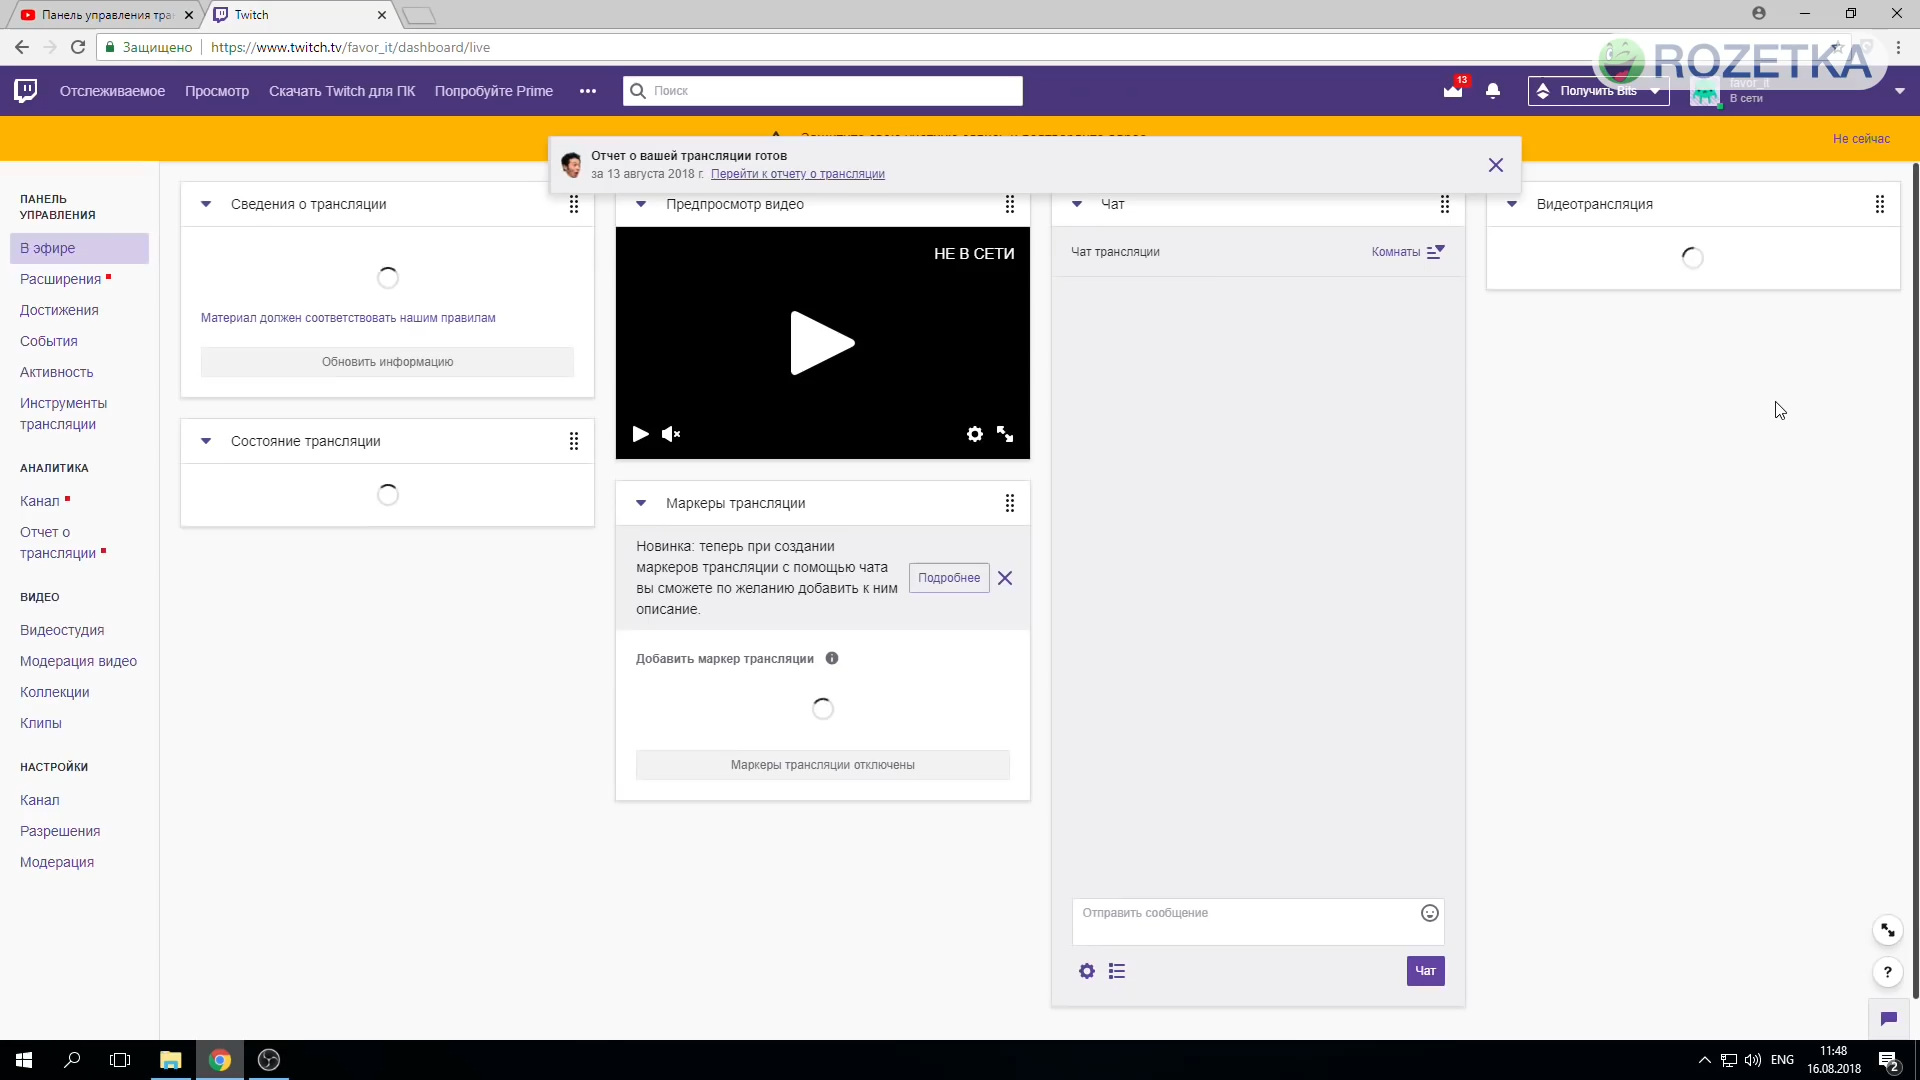 Панель управления тра
Twitch
Защищено
https://www.twitch.tv/favor_it/dashboard/live
ROZETKA
Отслеживаемое
Просмотр
Скачать Twitch для ПК
Попробуйте Prime
Поиск
13
Получить Bits
favor_it
В сети
Не сейчас
Отчет о вашей трансляции готов
за 13 августа 2018 г. Перейти к отчету о трансляции
ПАНЕЛЬ
УПРАВЛЕНИЯ
В эфире
Расширения
Достижения
События
Активность
Инструменты
трансляции
АНАЛИТИКА
Канал
Отчет о
трансляции
ВИДЕО
Видеостудия
Модерация видео
Коллекции
Клипы
НАСТРОЙКИ
Канал
Разрешения
Модерация
Сведения о трансляции
Материал должен соответствовать нашим правилам
Обновить информацию
Состояние трансляции
Предпросмотр видео
НЕ В СЕТИ
Маркеры трансляции
Новинка: теперь при создании
маркеров трансляции с помощью чата
вы сможете по желанию добавить к ним
описание.
Подробнее
Добавить маркер трансляции
Маркеры трансляции отключены
Чат
Чат трансляции
Комнаты
Отправить сообщение
Чат
Видеотрансляция
?
ENG
11:48
16.08.2018
2